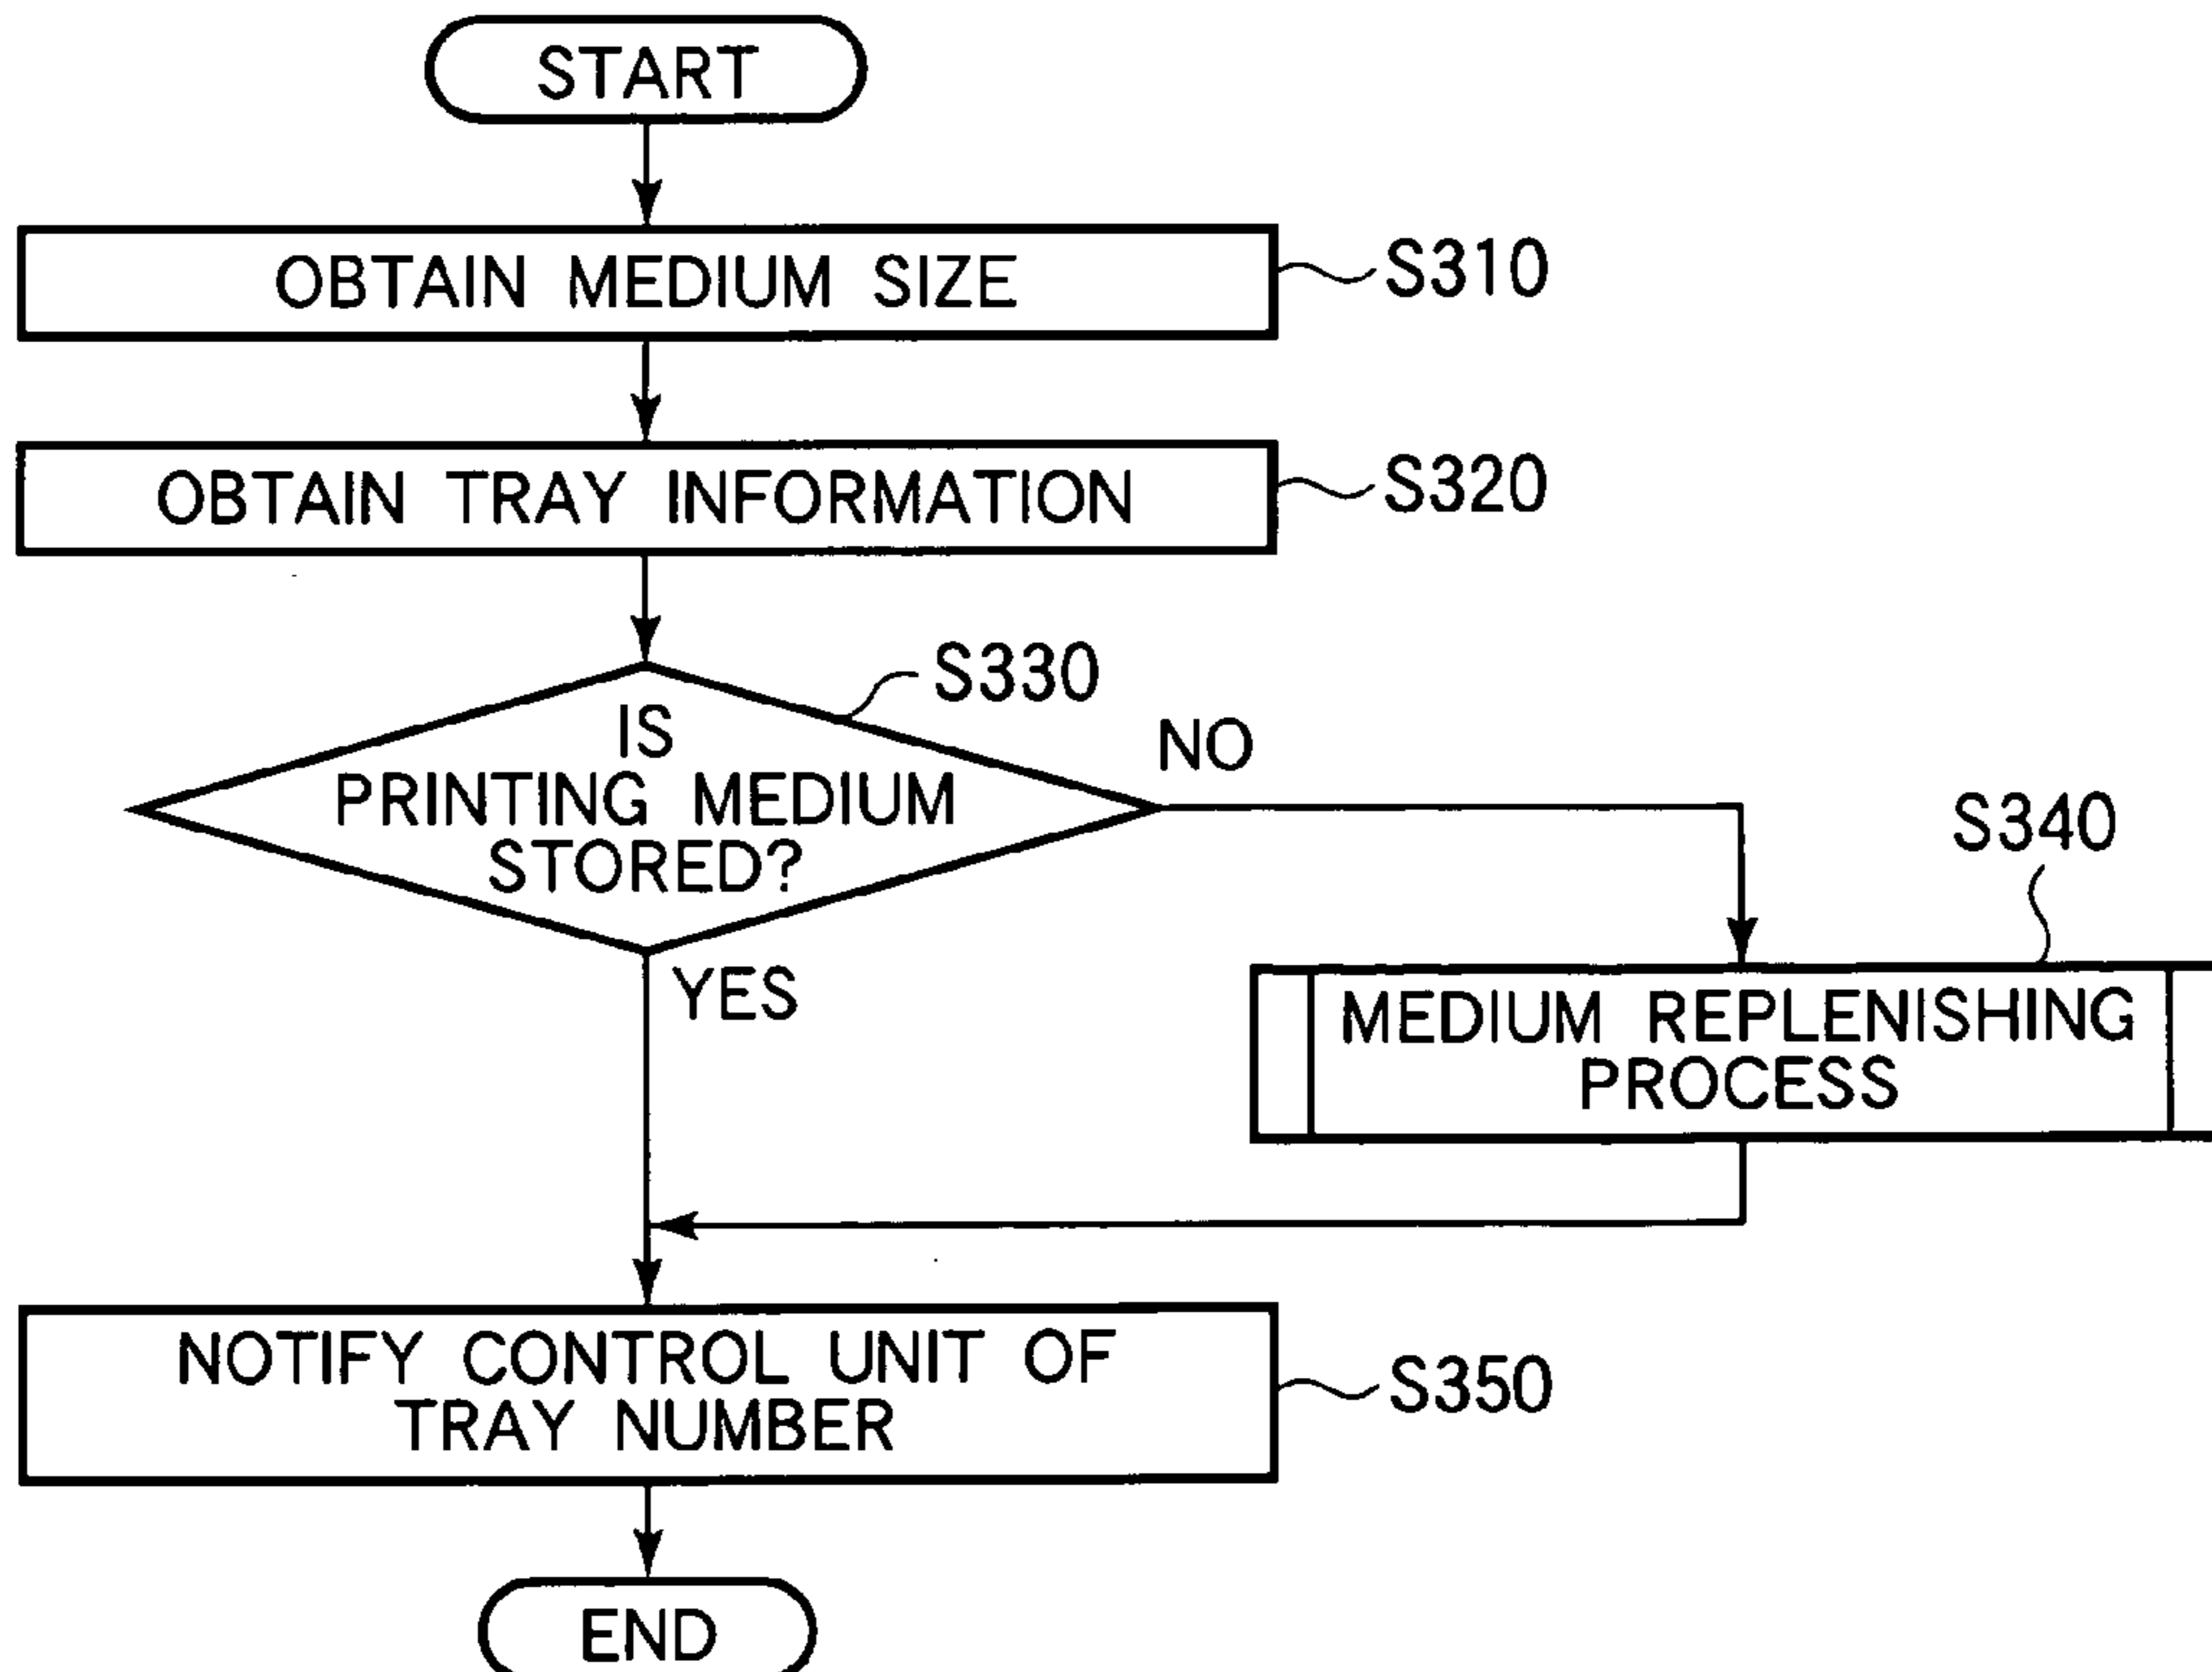 START
OBTAIN MEDIUM SIZE
S310
OBTAIN TRAY INFORMATION
S320
S330
IS
PRINTING MEDIUM
STORED?
NO
YES
S340
MEDIUM REPLENISHING
PROCESS
NOTIFY CONTROL UNIT OF
TRAY NUMBER
S350
END